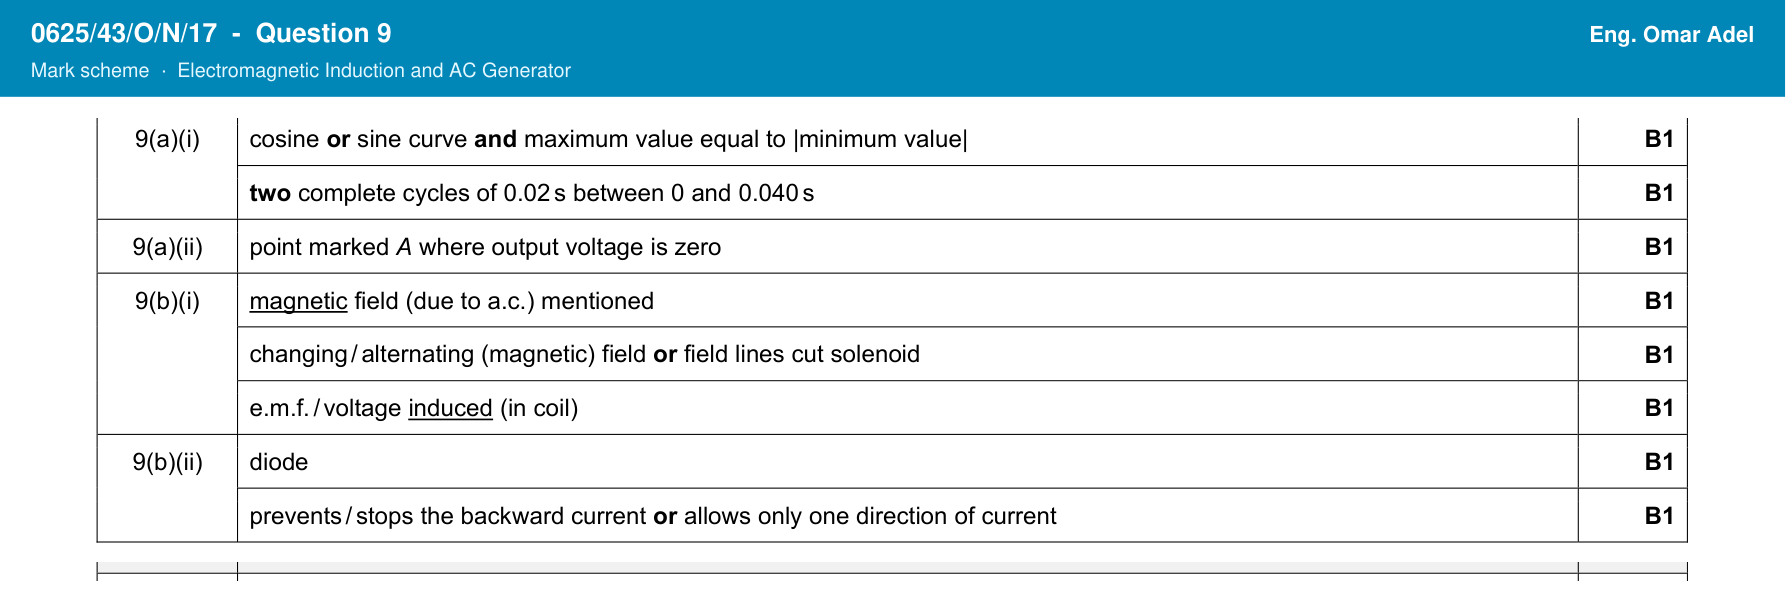 0625/43/O/N/17 - Question 9
Eng. Omar Adel
Mark scheme · Electromagnetic Induction and AC Generator
9(a)(i) cosine or sine curve and maximum value equal to |minimum value| B1
two complete cycles of 0.02 s between 0 and 0.040 s B1
9(a)(ii) point marked A where output voltage is zero B1
9(b)(i) magnetic field (due to a.c.) mentioned B1
changing / alternating (magnetic) field or field lines cut solenoid B1
e.m.f. / voltage induced (in coil) B1
9(b)(ii) diode B1
prevents / stops the backward current or allows only one direction of current B1